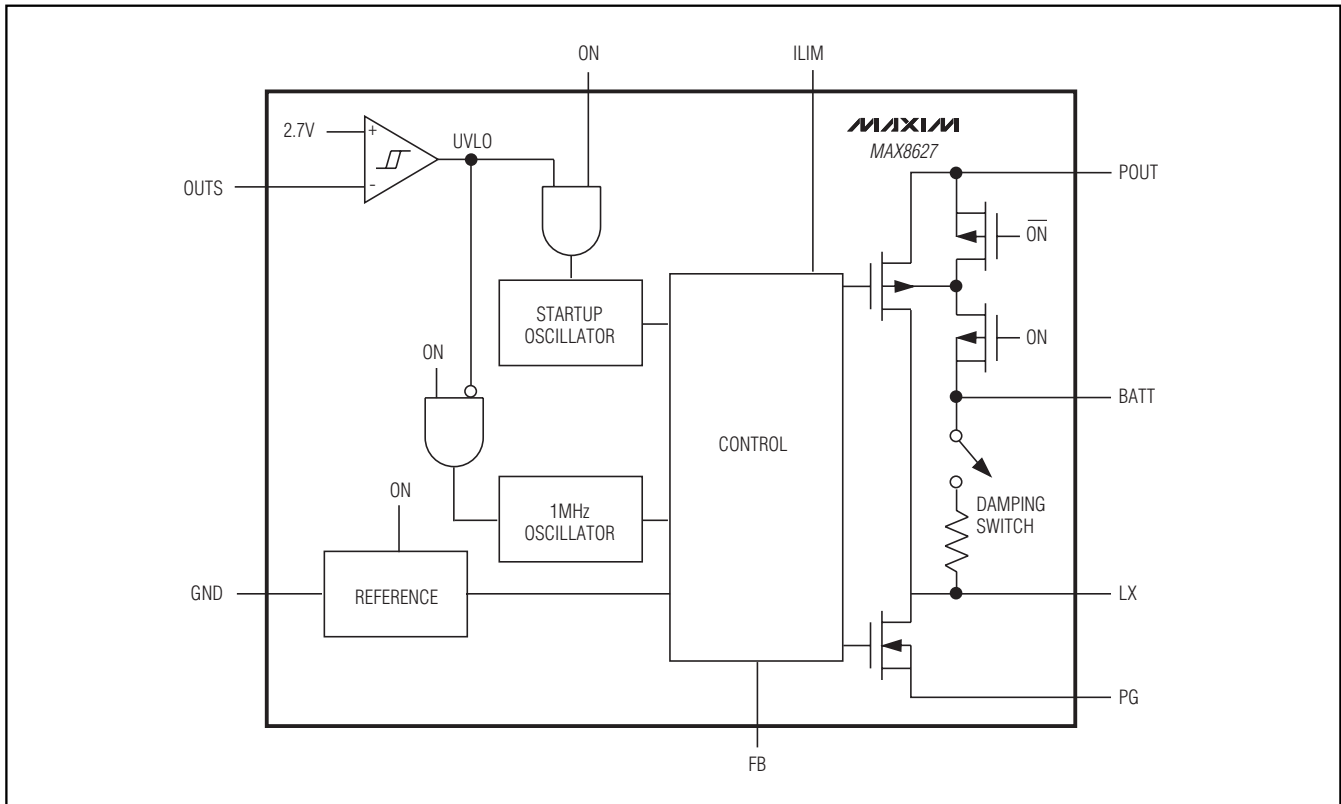 ON
ILIM
2.7V
+
-
UVLO
MAXIM
MAX8627
OUTS
POUT
ON
STARTUP
OSCILLATOR
ON
ON
BATT
CONTROL
ON
1MHz
OSCILLATOR
DAMPING
SWITCH
GND
REFERENCE
LX
PG
FB